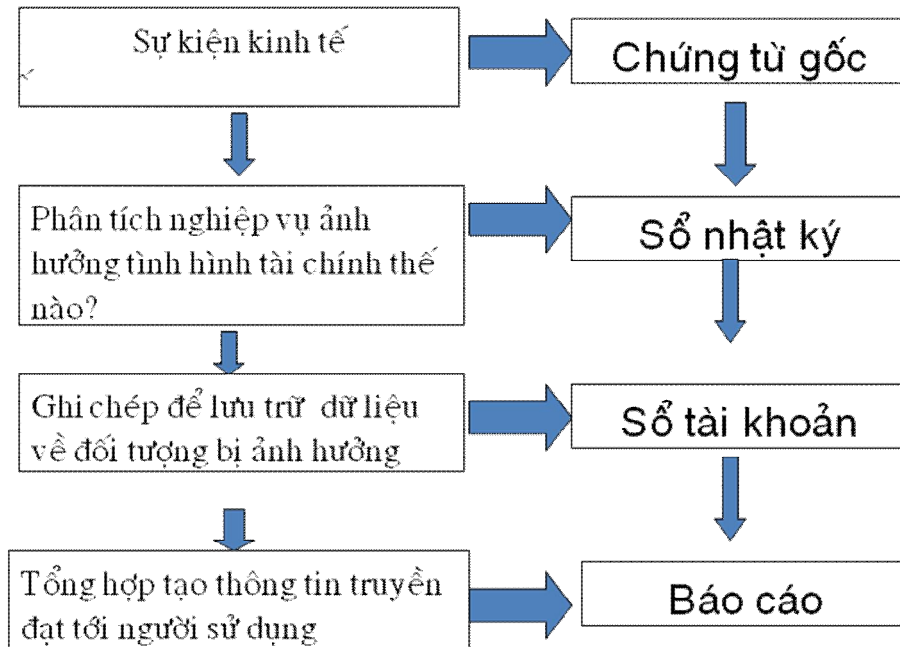 Sự kiện kinh tế
Chứng từ gốc
Phân tích nghiệp vụ ảnh
hưởng tình hình tài chính thế
nào?
Sổ nhật ký
Ghi chép để lưu trữ dữ liệu
về đối tượng bị ảnh hưởng
Sổ tài khoản
Tổng hợp tạo thông tin truyền
đạt tới người sử dụng
Báo cáo